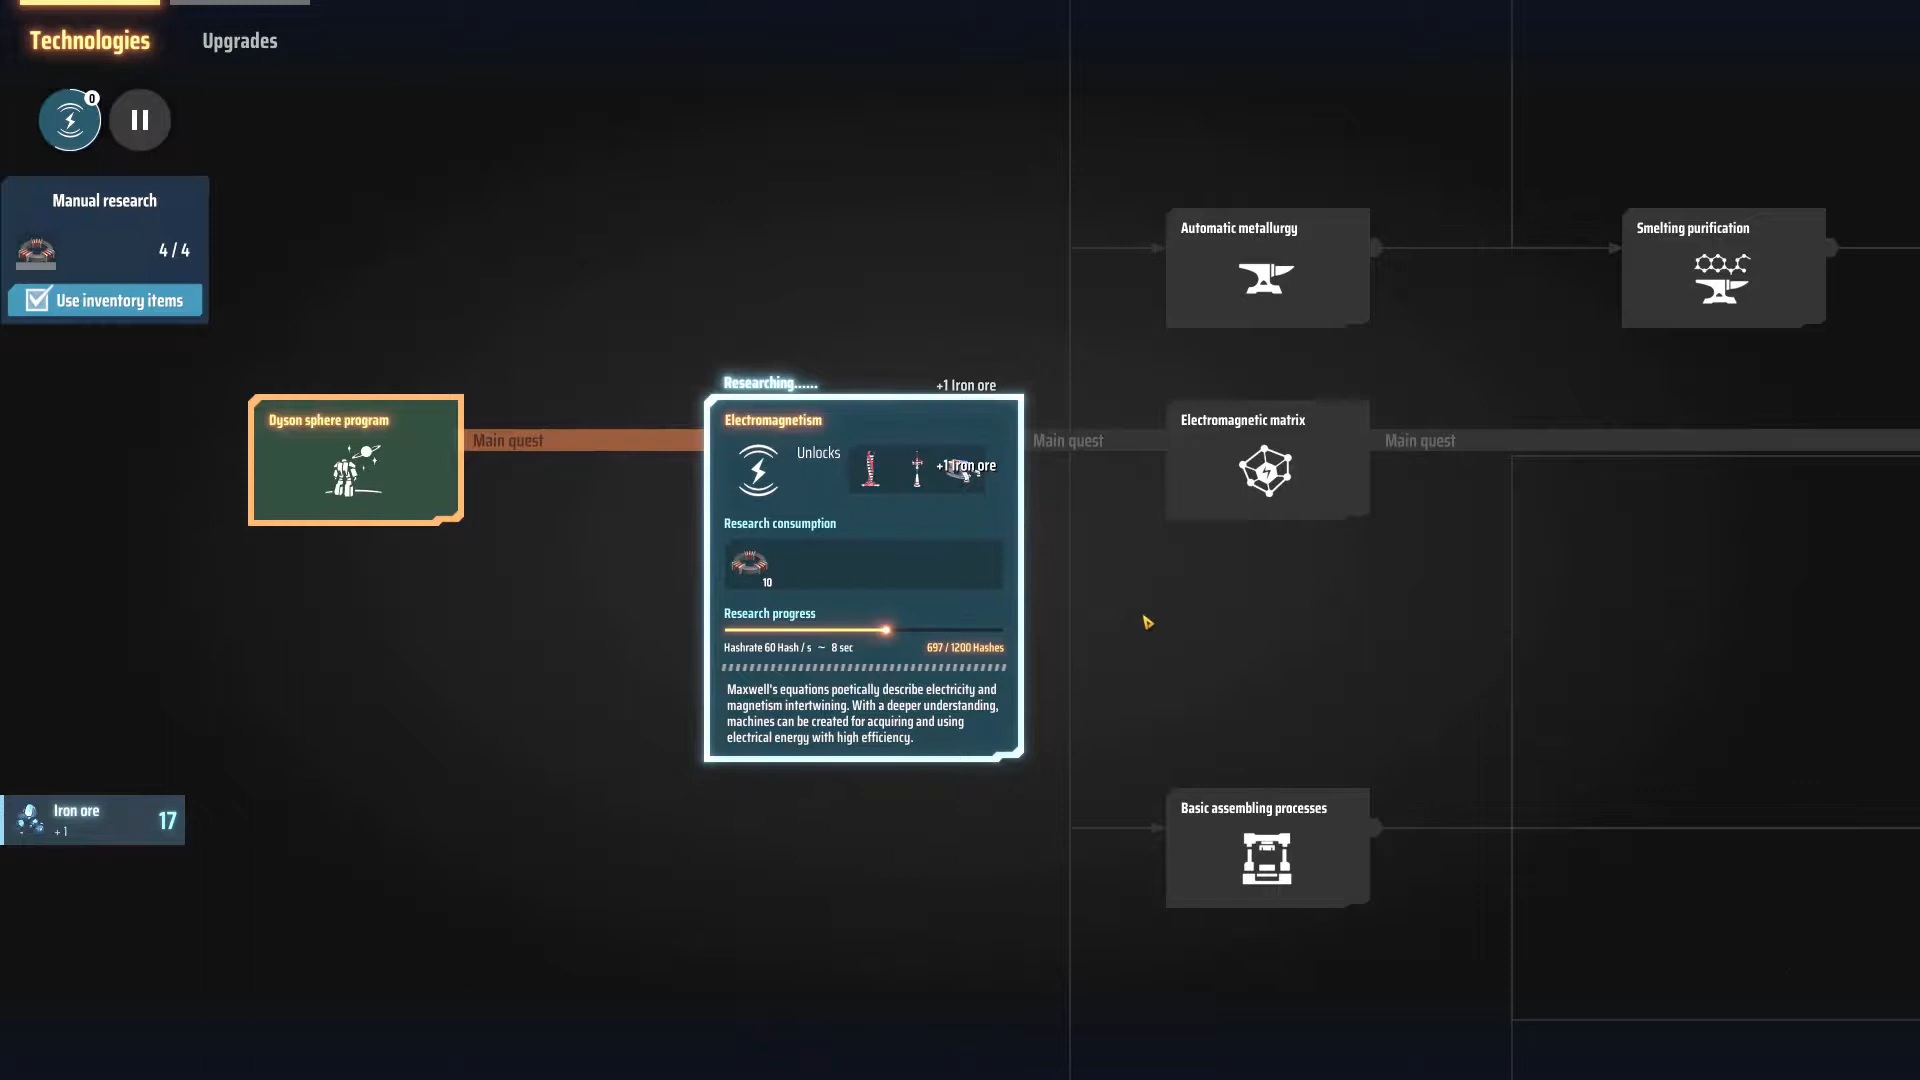 Technologies
Upgrades
0
Manual research
4 / 4
Use inventory items
Automatic metallurgy
Smelting purification
Researching......
+1 Iron ore
Dyson sphere program
Main quest
Electromagnetism
Unlocks
+1 Iron ore
Main quest
Electromagnetic matrix
Main quest
Research consumption
10
Research progress
Hashrate 60 Hash / s ~ 8 sec
697 / 1200 Hashes
Maxwell's equations poetically describe electricity and
magnetism intertwining. With a deeper understanding,
machines can be created for acquiring and using
electrical energy with high efficiency.
Iron ore
+ 1
17
Basic assembling processes